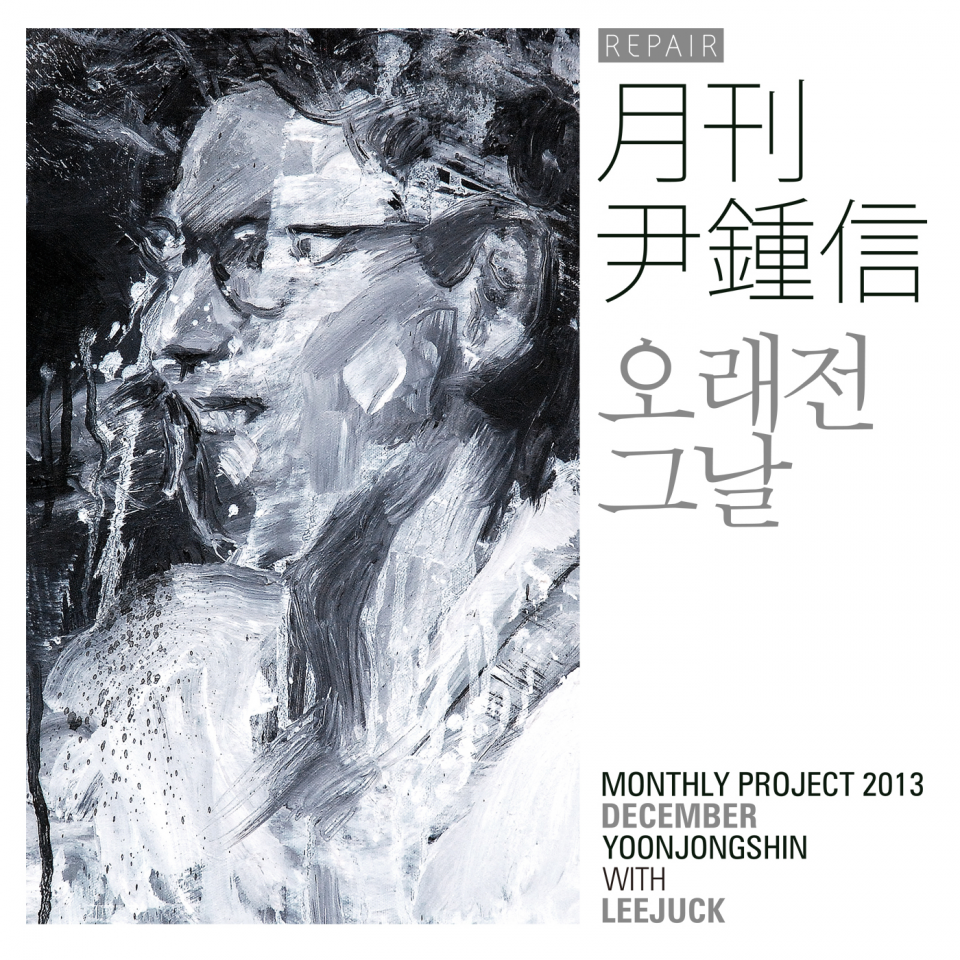 REPAIR
月刊
尹鍾信
오래전
그날
MONTHLY PROJECT 2013
DECEMBER
YOONJONGSHIN
WITH
LEEJUCK